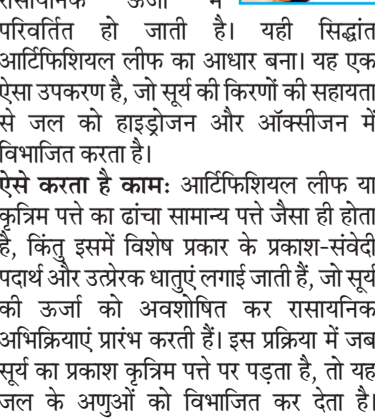 रासायनिक ऊर्जा में
परिवर्तित हो जाती है। यही सिद्धांत
आर्टिफिशियल लीफ का आधार बना। यह एक
ऐसा उपकरण है, जो सूर्य की किरणों की सहायता
से जल को हाइड्रोजन और ऑक्सीजन में
विभाजित करता है।
ऐसे करता है कामः आर्टिफिशियल लीफ या
कृत्रिम पत्ते का ढांचा सामान्य पत्ते जैसा ही होता
है, किंतु इसमें विशेष प्रकार के प्रकाश-संवेदी
पदार्थ और उत्प्रेरक धातुएं लगाई जाती हैं, जो सूर्य
की ऊर्जा को अवशोषित कर रासायनिक
अभिक्रियाएं प्रारंभ करती हैं। इस प्रक्रिया में जब
सूर्य का प्रकाश कृत्रिम पत्ते पर पड़ता है, तो यह
जल के अणुओं को विभाजित कर देता है।